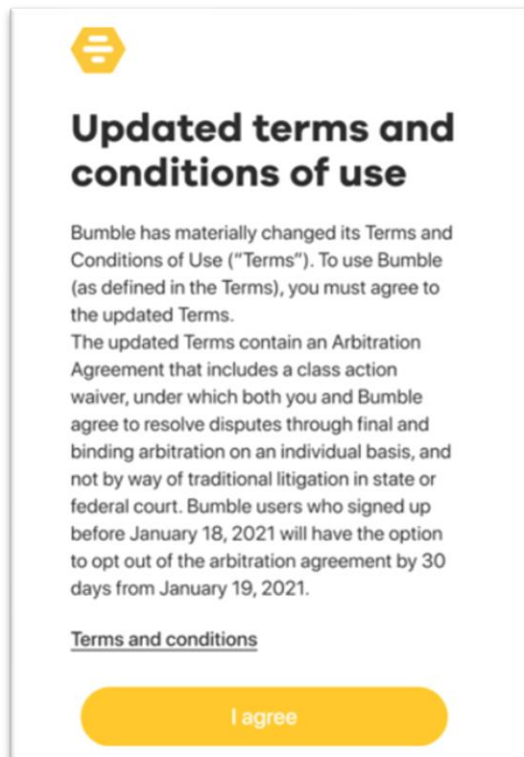 Updated terms and
conditions of use
Bumble has materially changed its Terms and
Conditions of Use (“Terms”). To use Bumble
(as defined in the Terms), you must agree to
the updated Terms.
The updated Terms contain an Arbitration
Agreement that includes a class action
waiver, under which both you and Bumble
agree to resolve disputes through final and
binding arbitration on an individual basis, and
not by way of traditional litigation in state or
federal court. Bumble users who signed up
before January 18, 2021 will have the option
to opt out of the arbitration agreement by 30
days from January 19, 2021.
Terms and conditions
I agree